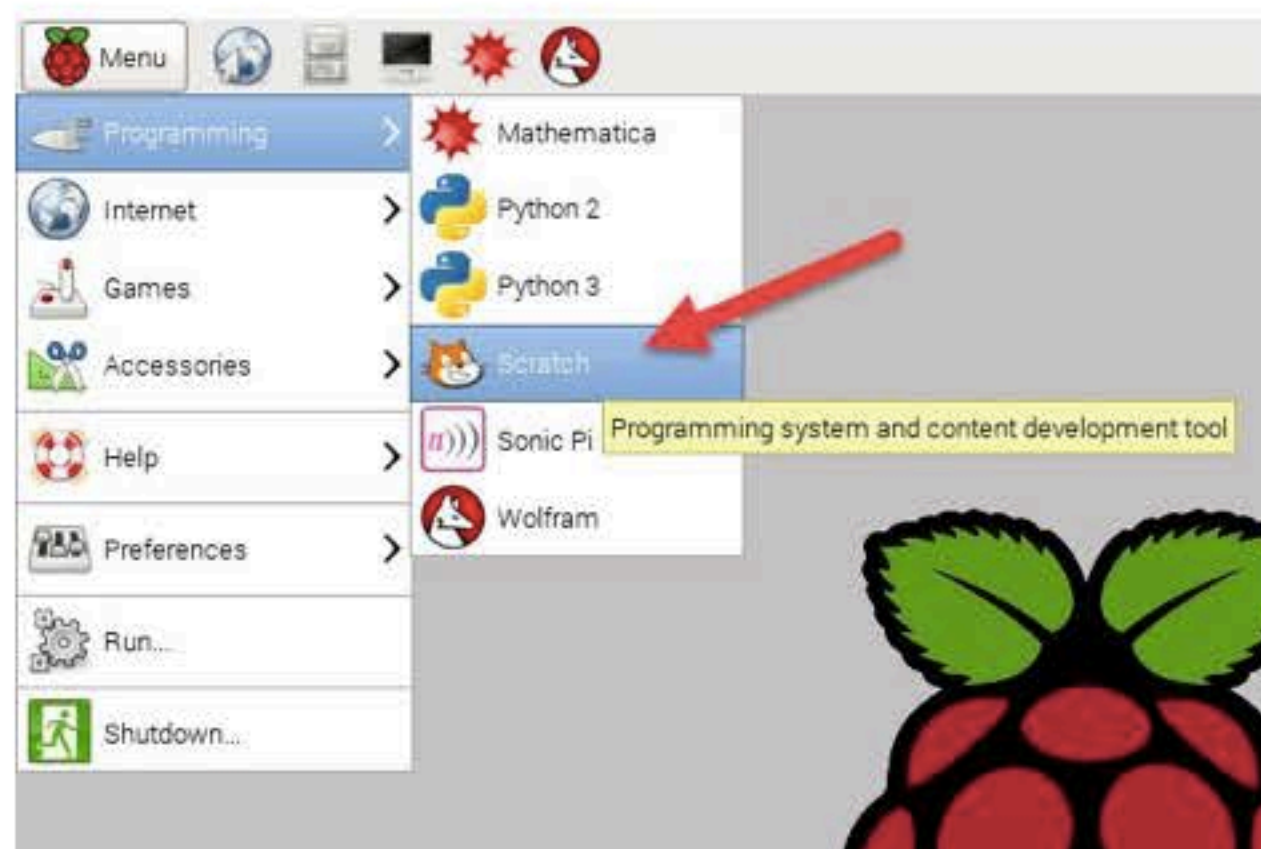 Menu
Programming
Internet
Games
Accessories
Help
Preferences
Run...
Shutdown...
Mathematica
Python 2
Python 3
Scratch
Sonic Pi
Wolfram
Programming system and content development tool